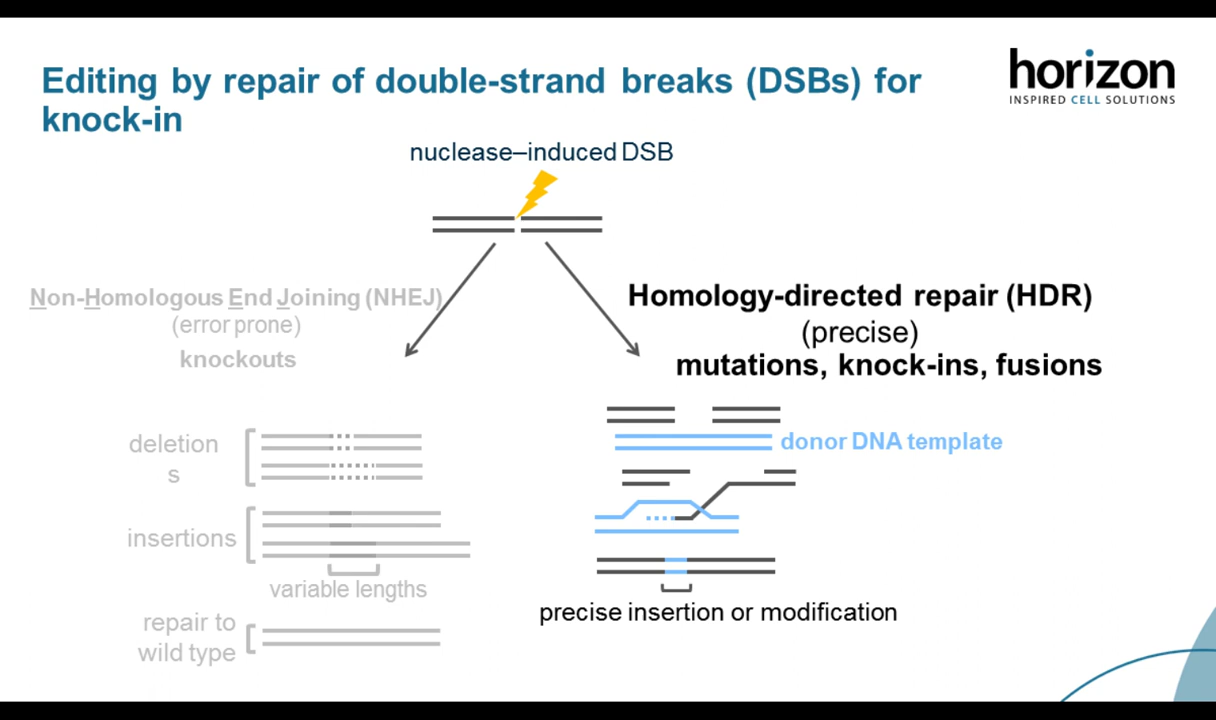 Editing by repair of double-strand breaks (DSBs) for
knock-in
horizon
INSPIRED CELL SOLUTIONS
nuclease–induced DSB
Non-Homologous End Joining (NHEJ)
(error prone)
knockouts
Homology-directed repair (HDR)
(precise)
mutations, knock-ins, fusions
deletion
s
donor DNA template
insertions
variable lengths
precise insertion or modification
repair to
wild type